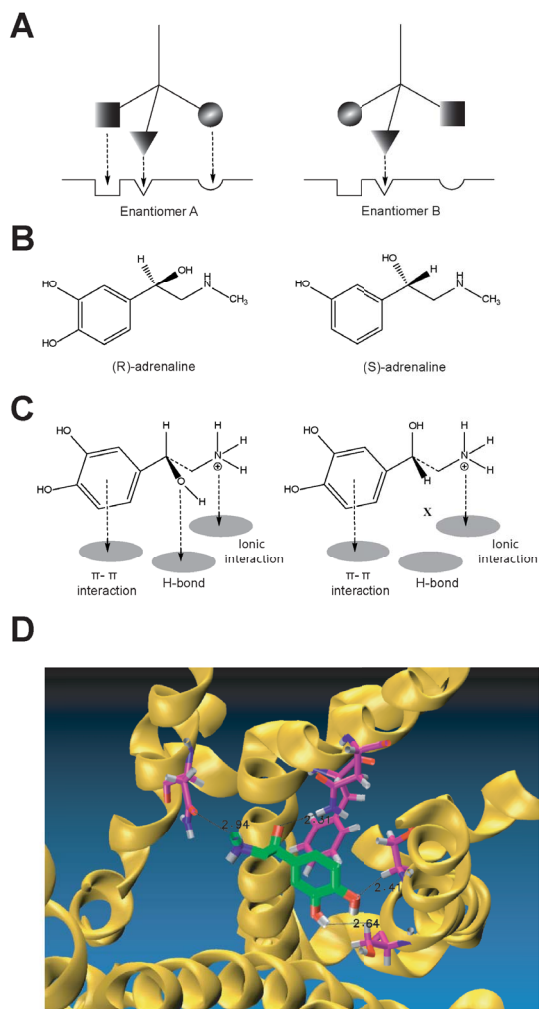 A
Enantiomer A
Enantiomer B
B
HO
HO
H
OH
H
N
CH3
(R)-adrenaline
HO
HO
H
H
N
CH3
(S)-adrenaline
C
HO
HO
H
O
H
H
N
H
H
⊕
π- π
interaction
H-bond
Ionic
interaction
HO
HO
OH
H
H
N
H
H
⊕
X
π- π
interaction
H-bond
Ionic
interaction
D
2.94
2.41
2.64